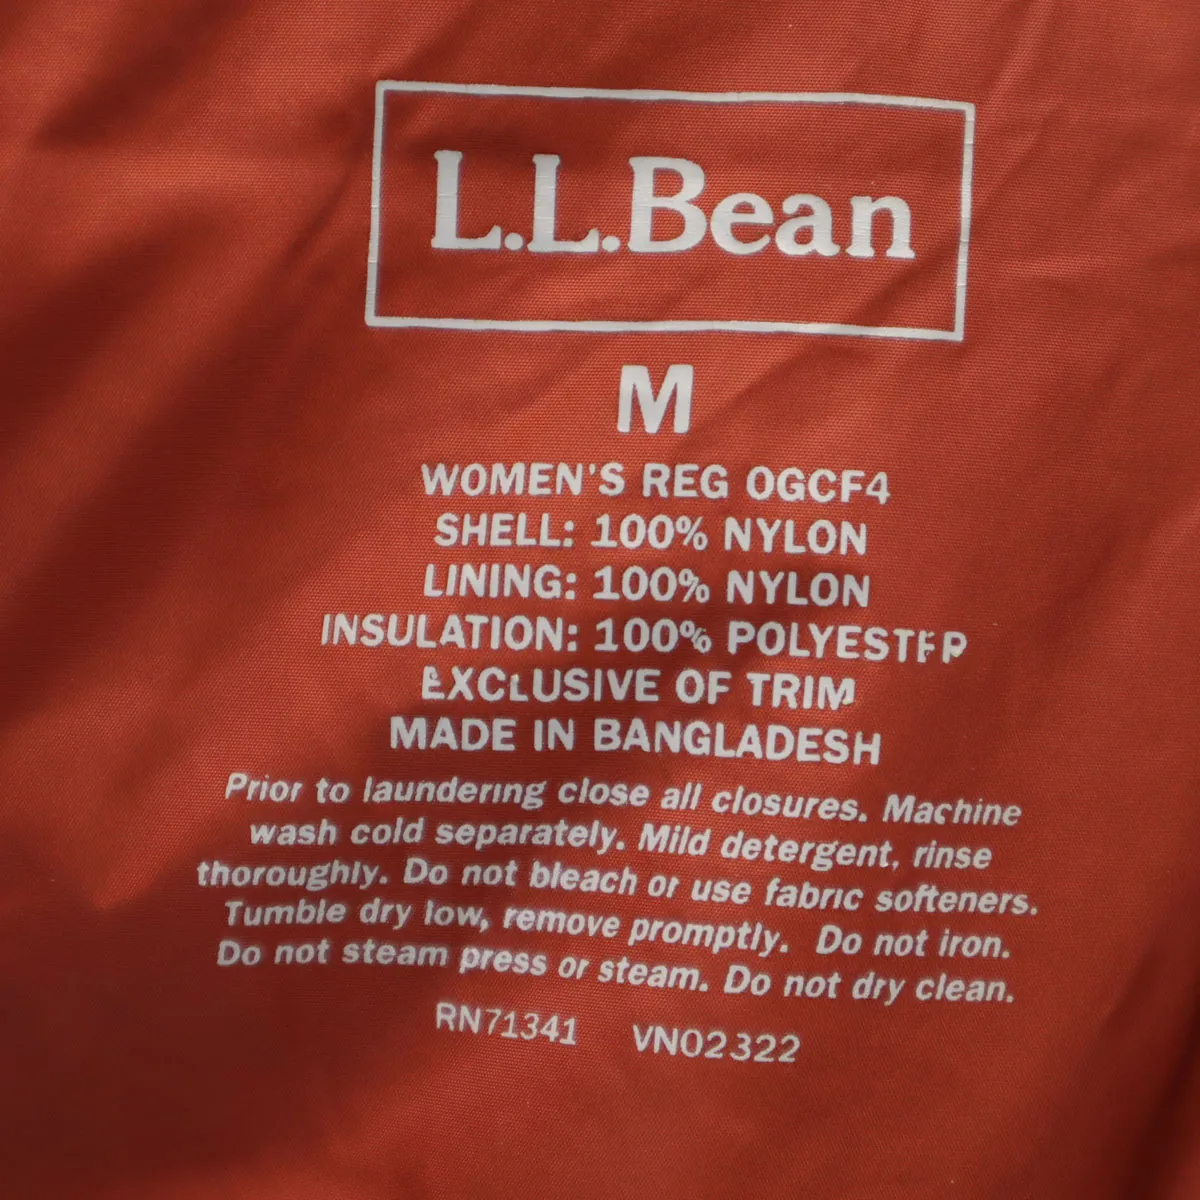 L.L.Bean
M
WOMEN'S REG 0GCF4
SHELL: 100% NYLON
LINING: 100% NYLON
INSULATION: 100% POLYESTER
EXCLUSIVE OF TRIM
MADE IN BANGLADESH
Prior to laundering close all closures. Machine
wash cold separately. Mild detergent, rinse
thoroughly. Do not bleach or use fabric softeners.
Tumble dry low, remove promptly. Do not iron.
Do not steam press or steam. Do not dry clean.
RN71341 VN02322